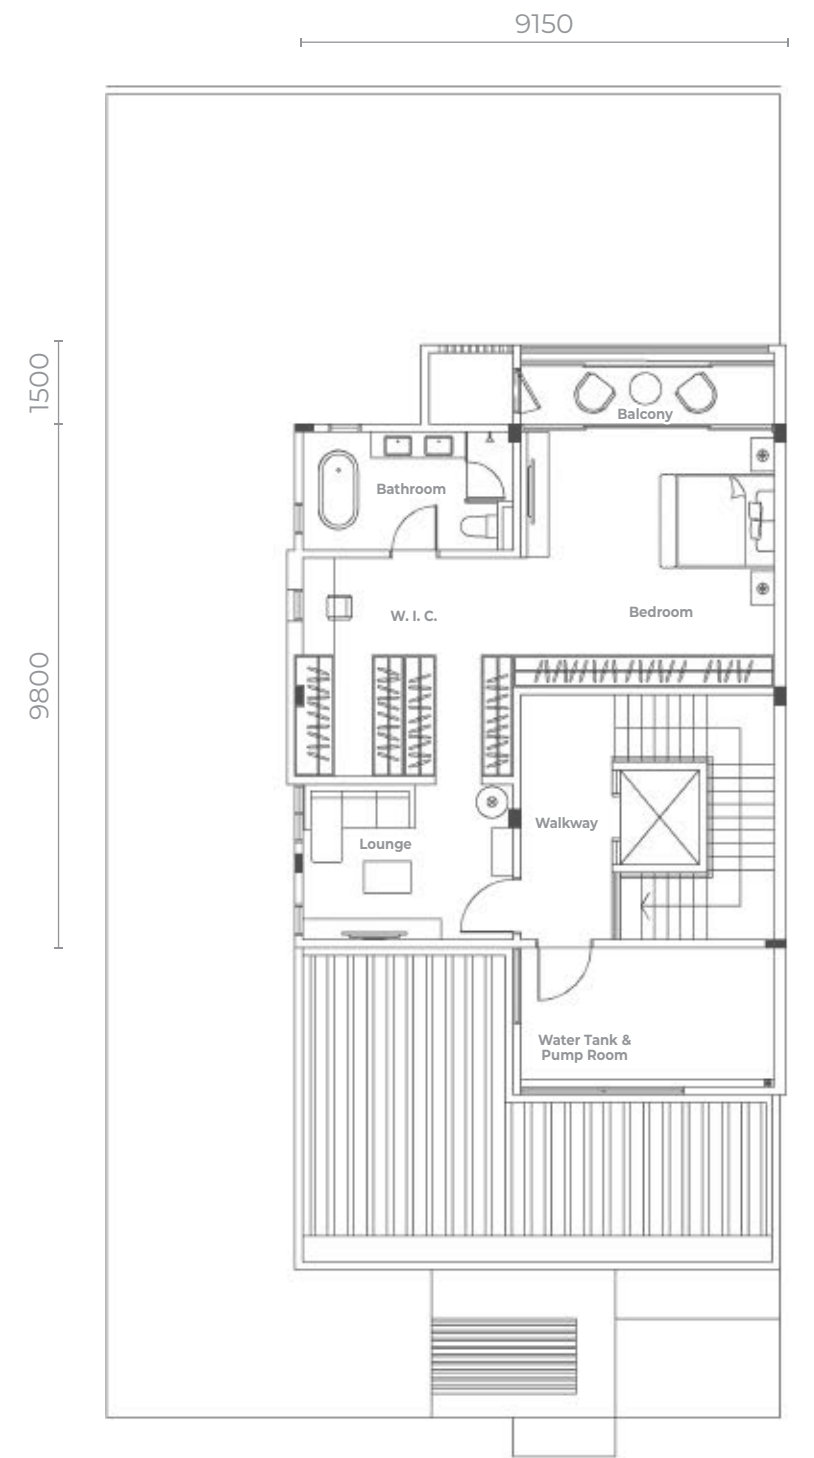 9150
1500
Balcony
Bathroom
W. I. C.
Bedroom
9800
Walkway
Lounge
Water Tank &
Pump Room